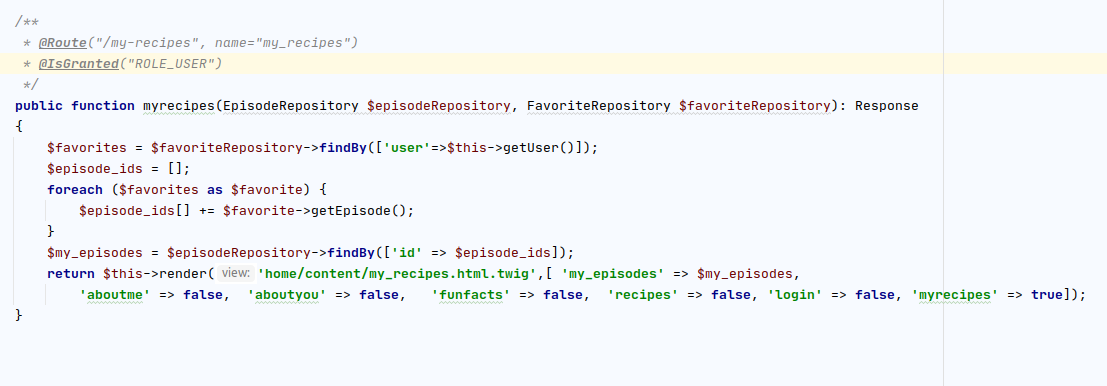 /**
 * @Route("/my-recipes", name="my_recipes")
 * @IsGranted("ROLE_USER")
 */
public function myrecipes(EpisodeRepository $episodeRepository, FavoriteRepository $favoriteRepository): Response
{
    $favorites = $favoriteRepository->findBy(['user'=>$this->getUser()]);
    $episode_ids = [];
    foreach ($favorites as $favorite) {
        $episode_ids[] += $favorite->getEpisode();
    }
    $my_episodes = $episodeRepository->findBy(['id' => $episode_ids]);
    return $this->render( view: 'home/content/my_recipes.html.twig',[ 'my_episodes' => $my_episodes,
        'aboutme' => false,  'aboutyou' => false,   'funfacts' => false,  'recipes' => false, 'login' => false, 'myrecipes' => true]);
}